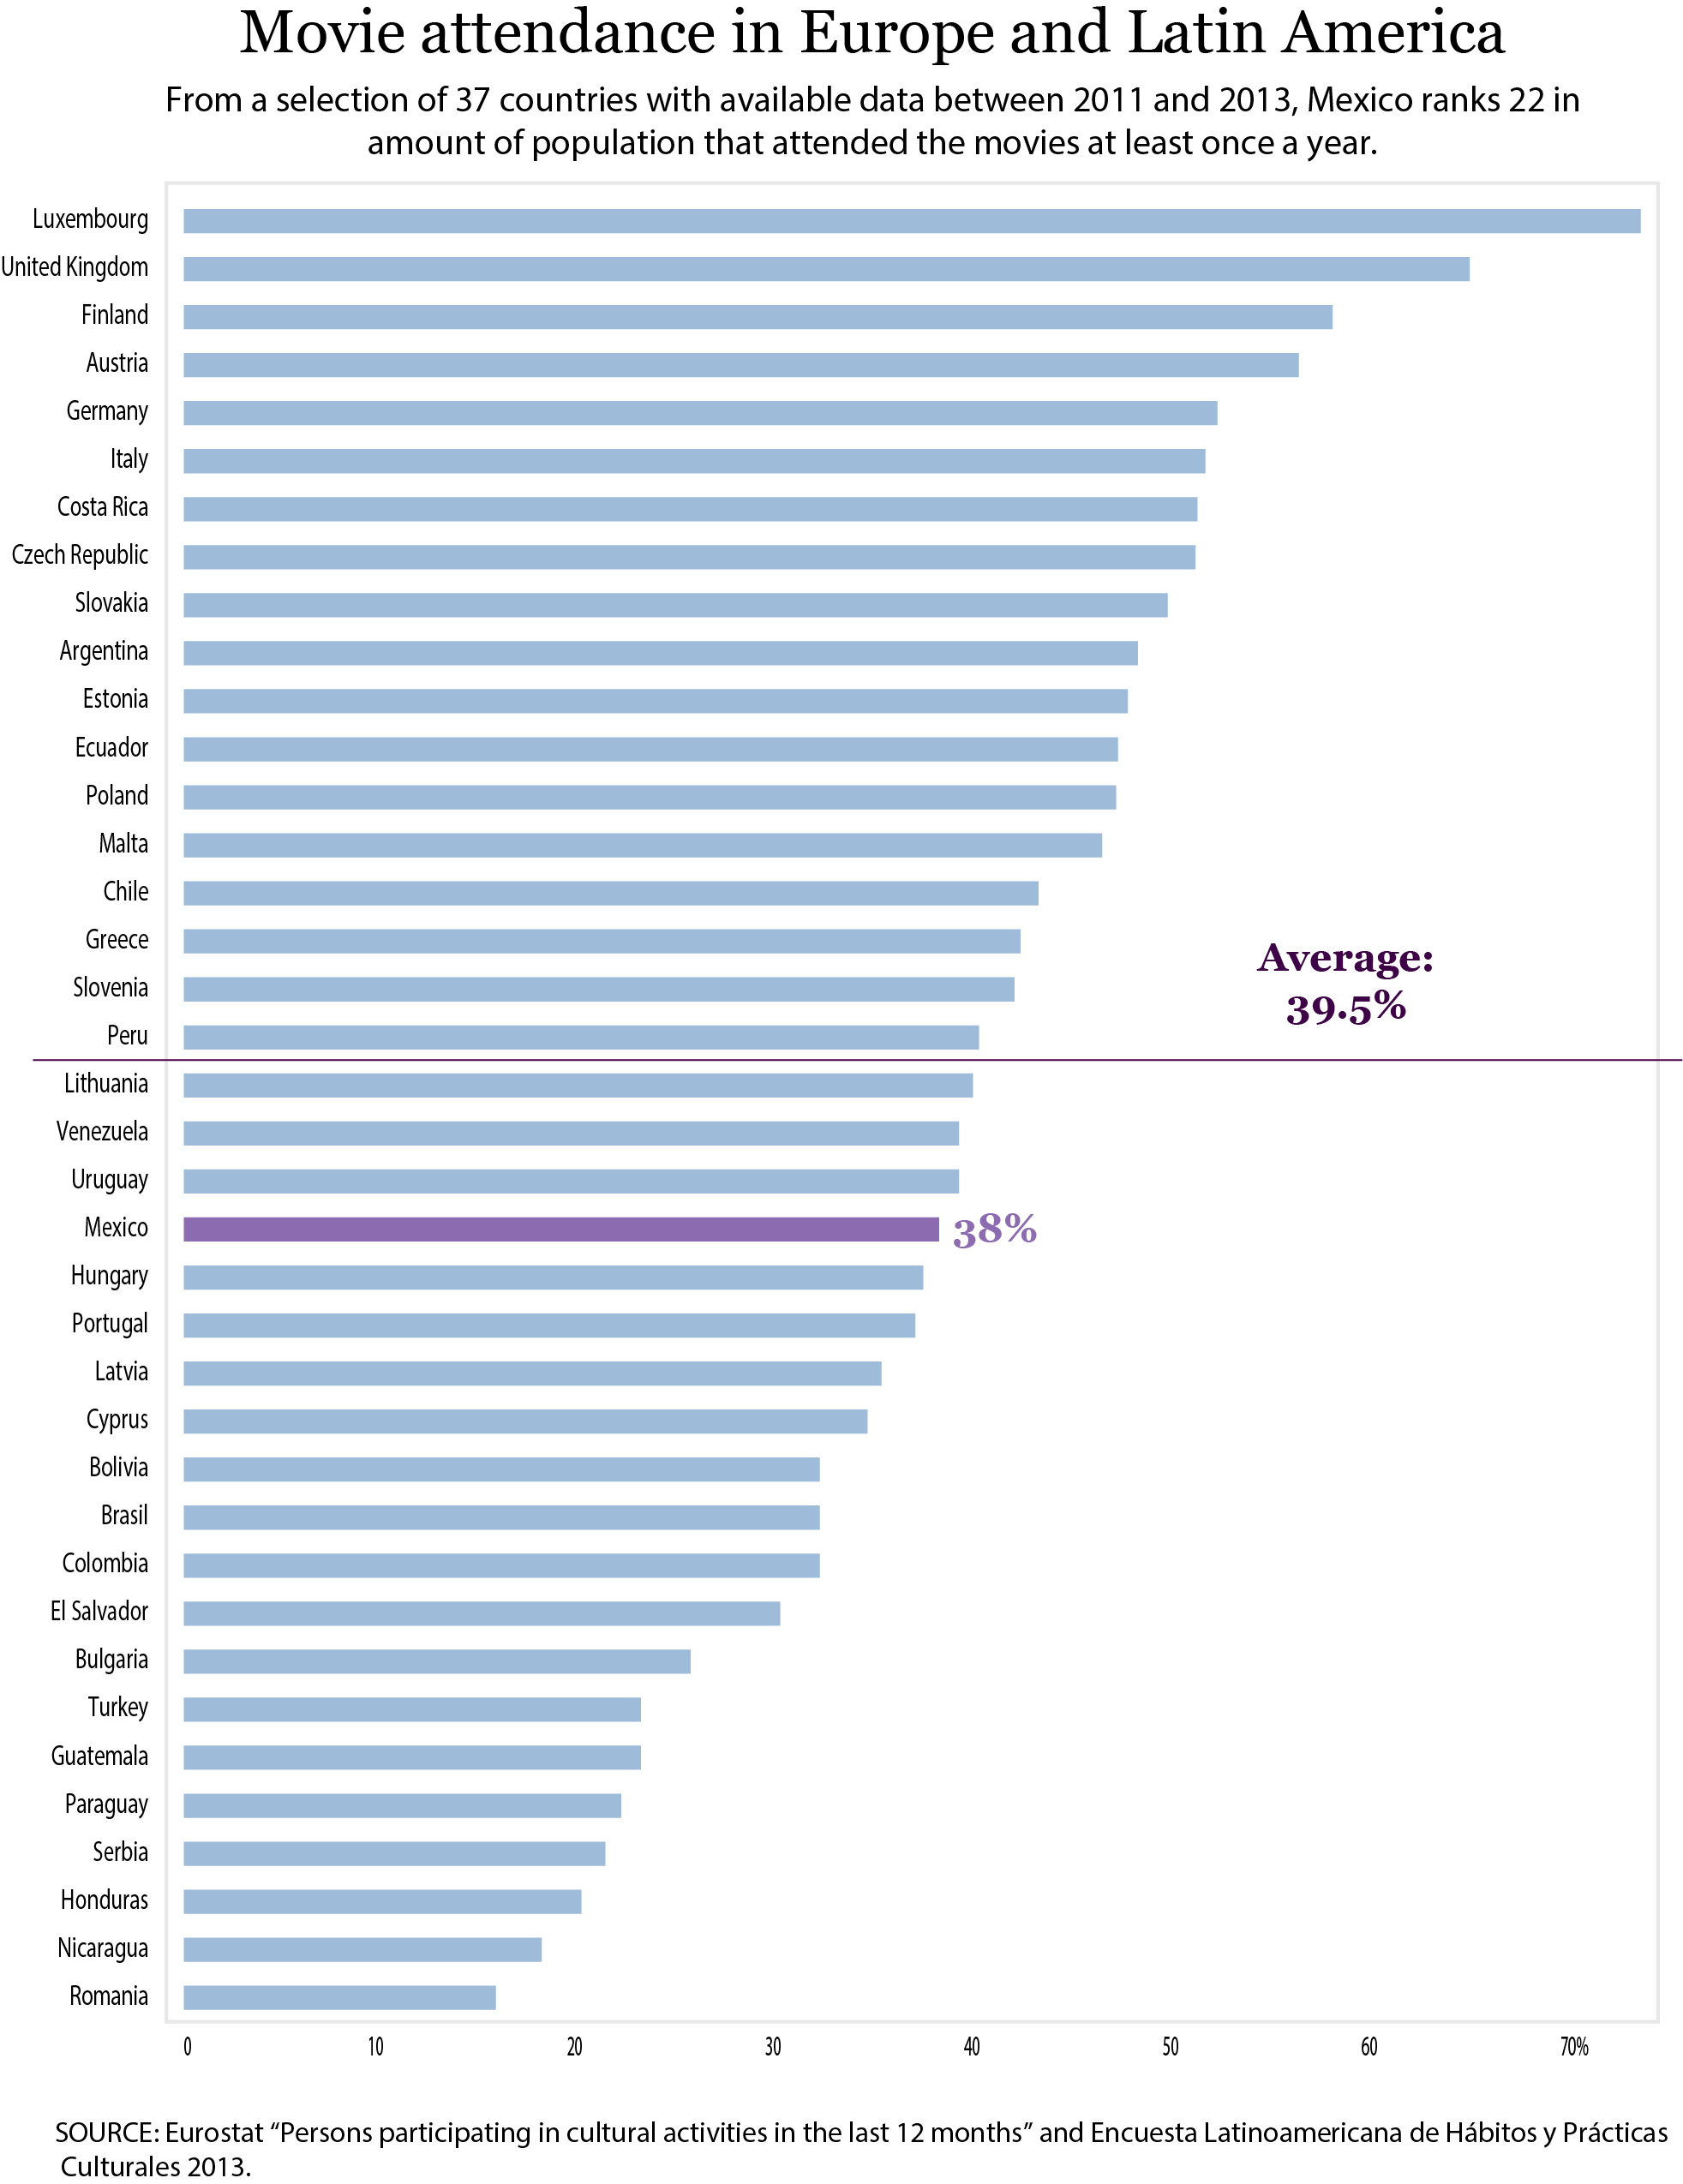 Movie attendance in Europe and Latin America
From a selection of 37 countries with available data between 2011 and 2013, Mexico ranks 22 in
amount of population that attended the movies at least once a year.
Luxembourg
United Kingdom
Finland
Austria
Germany
Italy
Costa Rica
Czech Republic
Slovakia
Argentina
Estonia
Ecuador
Poland
Malta
Chile
Greece
Average:
Slovenia
39.5%
Peru
Lithuania
Venezuela
Uruguay
Mexico 38%
Hungary
Portugal
Latvia
Cyprus
Bolivia
Brasil
Colombia
El Salvador
Bulgaria
Turkey
Guatemala
Paraguay
Serbia
Honduras
Nicaragua
Romania
0 10 20 30 40 50 60 70%
SOURCE: Eurostat “Persons participating in cultural activities in the last 12 months” and Encuesta Latinoamericana de Hábitos y Prácticas
Culturales 2013.